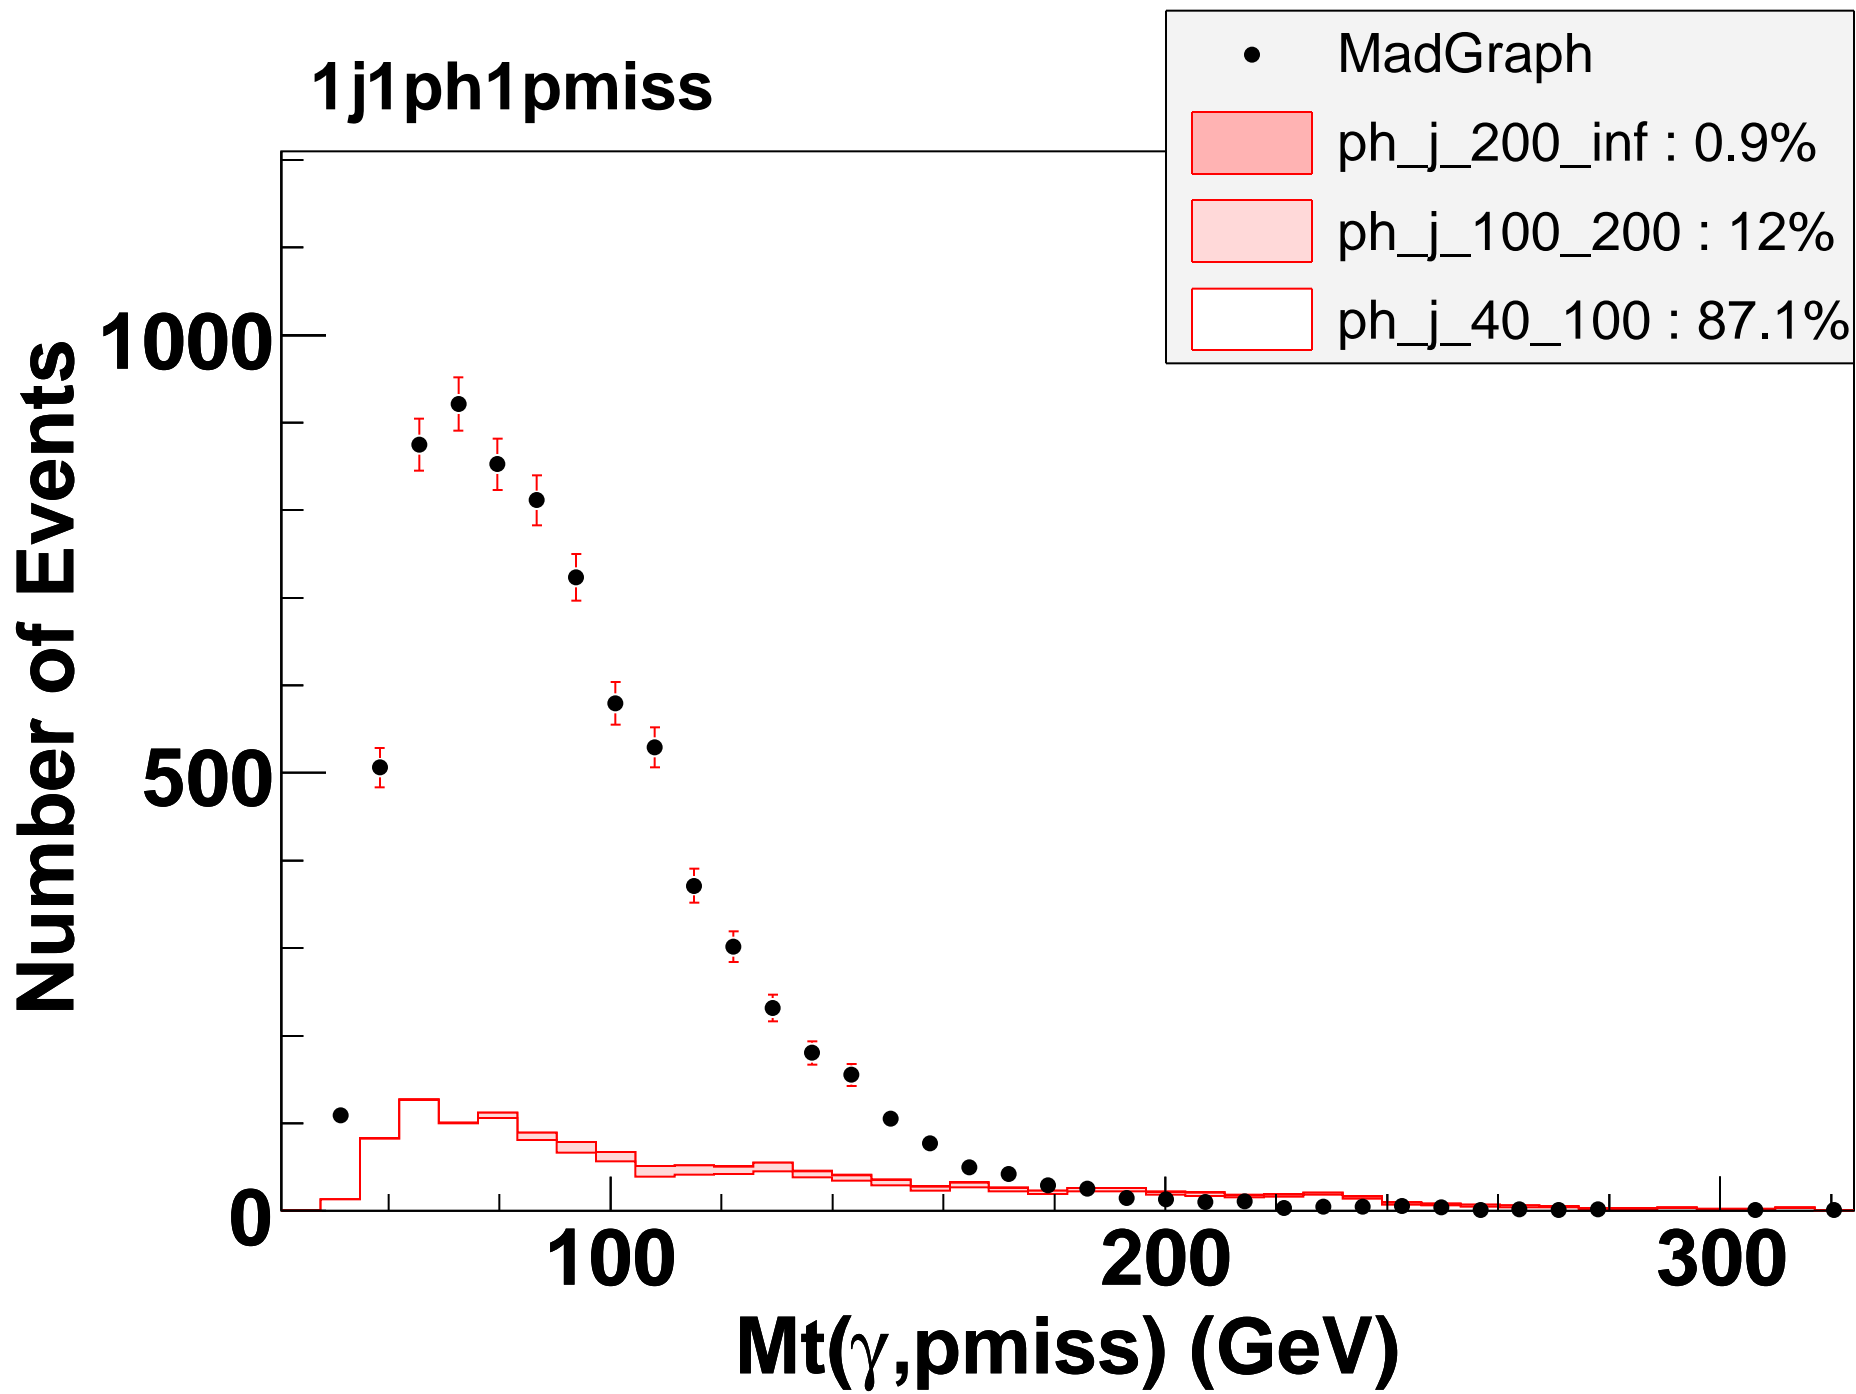 1j1ph1pmiss
MadGraph
ph_j_200_inf : 0.9%
ph_j_100_200 : 12%
ph_j_40_100 : 87.1%
Number of Events
1000
500
0
100 200 300
Mt(γ,pmiss) (GeV)